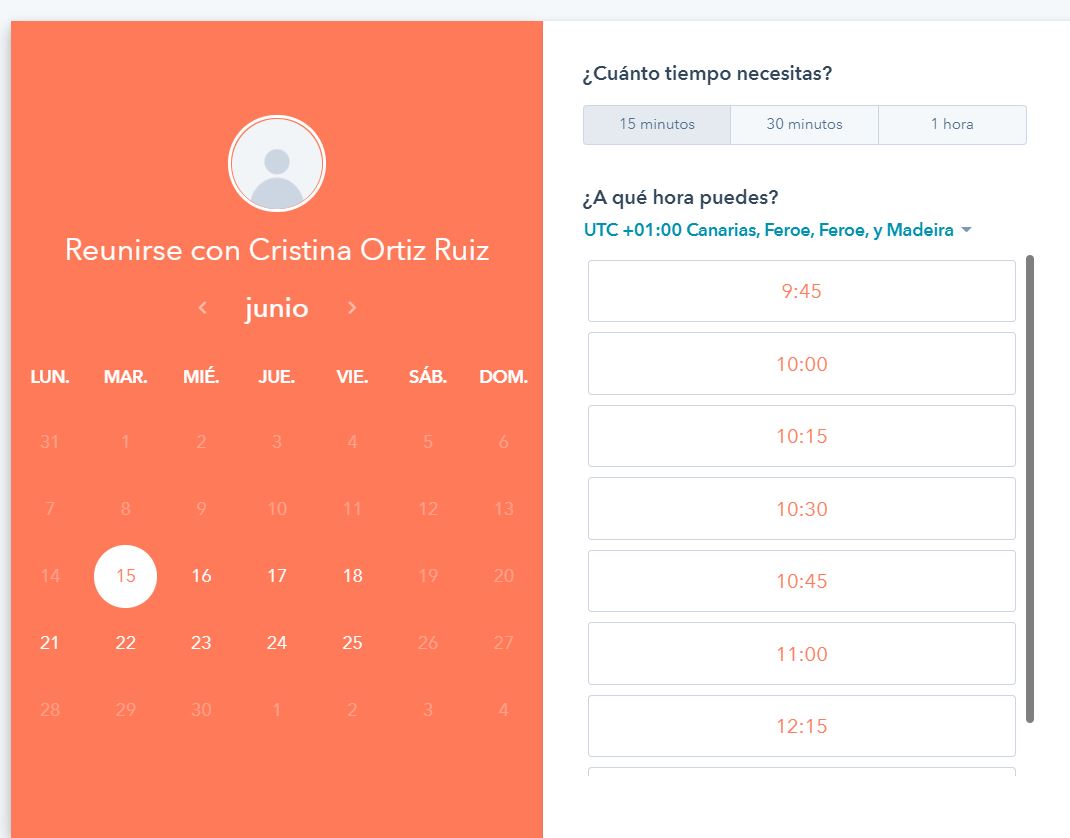 Reunirse con Cristina Ortiz Ruiz
junio
LUN. MAR. MIÉ. JUE. VIE. SÁB. DOM.
31 1 2 3 4 5 6
7 8 9 10 11 12 13
14 15 16 17 18 19 20
21 22 23 24 25 26 27
28 29 30 1 2 3 4
¿Cuánto tiempo necesitas?
15 minutos 30 minutos 1 hora
¿A qué hora puedes?
UTC +01:00 Canarias, Feroe, Feroe, y Madeira
9:45
10:00
10:15
10:30
10:45
11:00
12:15